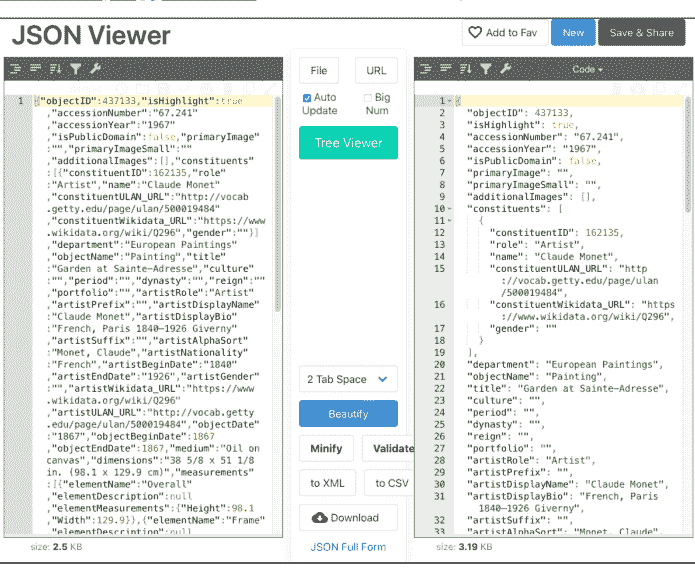 JSON Viewer
Add to Fav
New
Save & Share
1 {"objectID":437133,"isHighlight":true
,"accessionNumber":"67.241"
,"accessionYear":"1967"
,"isPublicDomain":false,"primaryImage"
:"","primaryImageSmall":""
,"additionalImages":[],"constituents"
:[{"constituentID":162135,"role"
:"Artist","name":"Claude Monet"
,"constituentULAN_URL":"http://vocab
.getty.edu/page/ulan/500019484"
,"constituentWikidata_URL":"https://www
.wikidata.org/wiki/Q296","gender":""}]
,"department":"European Paintings"
,"objectName":"Painting","title"
:"Garden at Sainte-Adresse","culture"
:"","period":"","dynasty":"","reign":""
,"portfolio":"","artistRole":"Artist"
,"artistPrefix":"","artistDisplayName"
:"Claude Monet","artistDisplayBio"
:"French, Paris 1840–1926 Giverny"
,"artistSuffix":"","artistAlphaSort"
:"Monet, Claude","artistNationality"
:"French","artistBeginDate":"1840"
,"artistEndDate":"1926","artistGender"
:"","artistWikidata_URL":"https://www
.wikidata.org/wiki/Q296"
,"artistULAN_URL":"http://vocab.getty
.edu/page/ulan/500019484","objectDate"
:"1867","objectBeginDate":1867
,"objectEndDate":1867,"medium":"Oil on
canvas","dimensions":"38 5/8 x 51 1/8
in. (98.1 x 129.9 cm)","measurements"
:[{"elementName":"Overall"
,"elementDescription":null
,"elementMeasurements":{"Height":98.1
,"Width":129.9}},{"elementName":"Frame"
,"elementDescription":null
size: 2.5 KB
File
URL
Auto Update
Big Num
Tree Viewer
2 Tab Space
Beautify
Minify
Validate
to XML
to CSV
Download
JSON Full Form
Code
1 {
2 "objectID": 437133,
3 "isHighlight": true,
4 "accessionNumber": "67.241",
5 "accessionYear": "1967",
6 "isPublicDomain": false,
7 "primaryImage": "",
8 "primaryImageSmall": "",
9 "additionalImages": [],
10 "constituents": [
11 {
12 "constituentID": 162135,
13 "role": "Artist",
14 "name": "Claude Monet",
15 "constituentULAN_URL": "http
://vocab.getty.edu/page/ulan
/500019484",
16 "constituentWikidata_URL": "https
://www.wikidata.org/wiki/Q296",
17 "gender": ""
18 }
19 ],
20 "department": "European Paintings",
21 "objectName": "Painting",
22 "title": "Garden at Sainte-Adresse",
23 "culture": "",
24 "period": "",
25 "dynasty": "",
26 "reign": "",
27 "portfolio": "",
28 "artistRole": "Artist",
29 "artistPrefix": "",
30 "artistDisplayName": "Claude Monet",
31 "artistDisplayBio": "French, Paris
1840–1926 Giverny",
32 "artistSuffix": "",
33 "artistAlphaSort": "Monet, Claude",
size: 3.19 KB